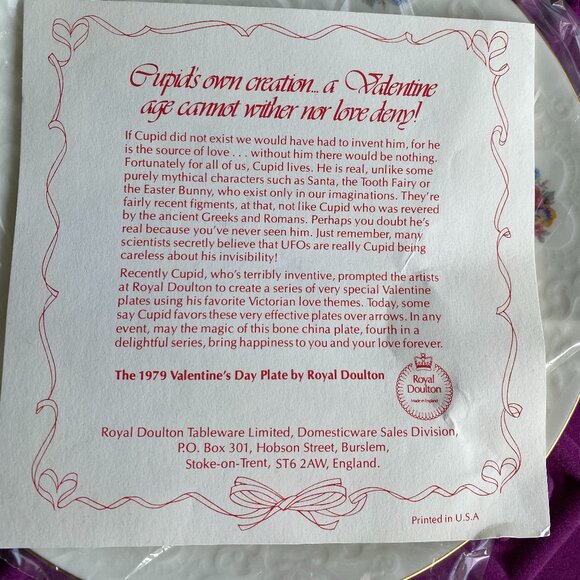 Cupid's own creation... a Valentine
age cannot wither nor love deny!
If Cupid did not exist we would have had to invent him, for he
is the source of love . . . without him there would be nothing.
Fortunately for all of us, Cupid lives. He is real, unlike some
purely mythical characters such as Santa, the Tooth Fairy or
the Easter Bunny, who exist only in our imaginations. They're
fairly recent figments, at that, not like Cupid who was revered
by the ancient Greeks and Romans. Perhaps you doubt he's
real because you've never seen him. Just remember, many
scientists secretly believe that UFOs are really Cupid being
careless about his invisibility!
Recently Cupid, who's terribly inventive, prompted the artists
at Royal Doulton to create a series of very special Valentine
plates using his favorite Victorian love themes. Today, some
say Cupid favors these very effective plates over arrows. In any
event, may the magic of this bone china plate, fourth in a
delightful series, bring happiness to you and your love forever.
The 1979 Valentine's Day Plate by Royal Doulton
Royal
Doulton
Made in England
Royal Doulton Tableware Limited, Domesticware Sales Division,
P.O. Box 301, Hobson Street, Burslem,
Stoke-on-Trent, ST6 2AW, England.
Printed in U.S.A